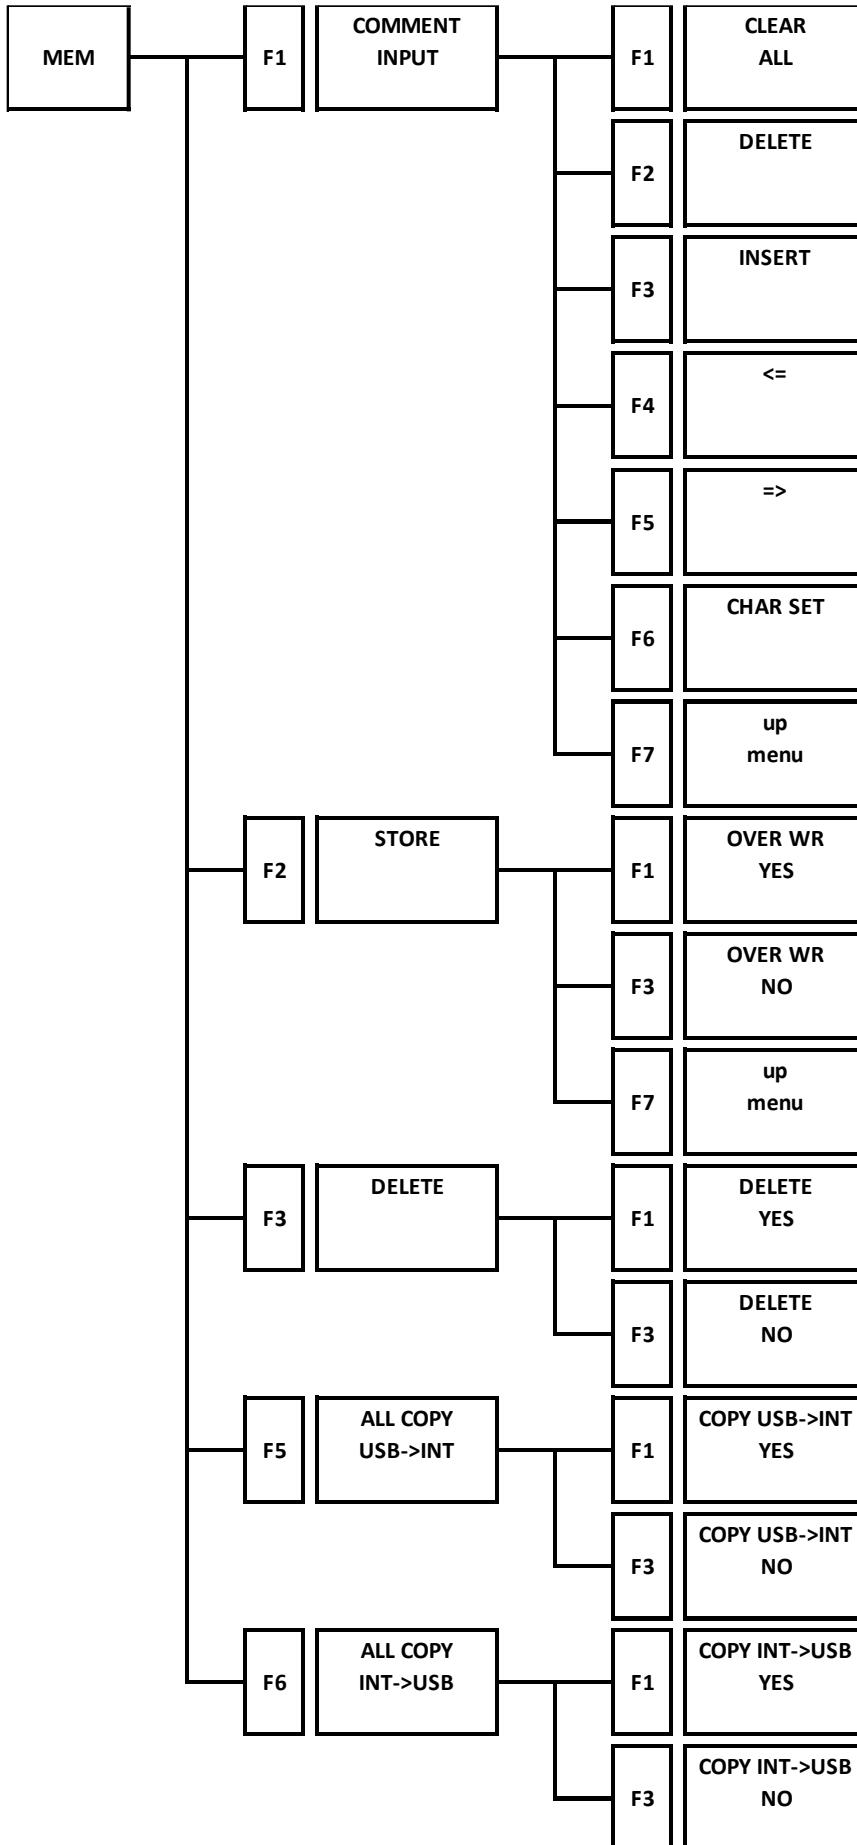 MEM
F1
COMMENT
INPUT
F1
CLEAR
ALL
F2
DELETE
F3
INSERT
F4
<=
F5
=>
F6
CHAR SET
F7
up
menu
F2
STORE
F1
OVER WR
YES
F3
OVER WR
NO
F7
up
menu
F3
DELETE
F1
DELETE
YES
F3
DELETE
NO
F5
ALL COPY
USB->INT
F1
COPY USB->INT
YES
F3
COPY USB->INT
NO
F6
ALL COPY
INT->USB
F1
COPY INT->USB
YES
F3
COPY INT->USB
NO